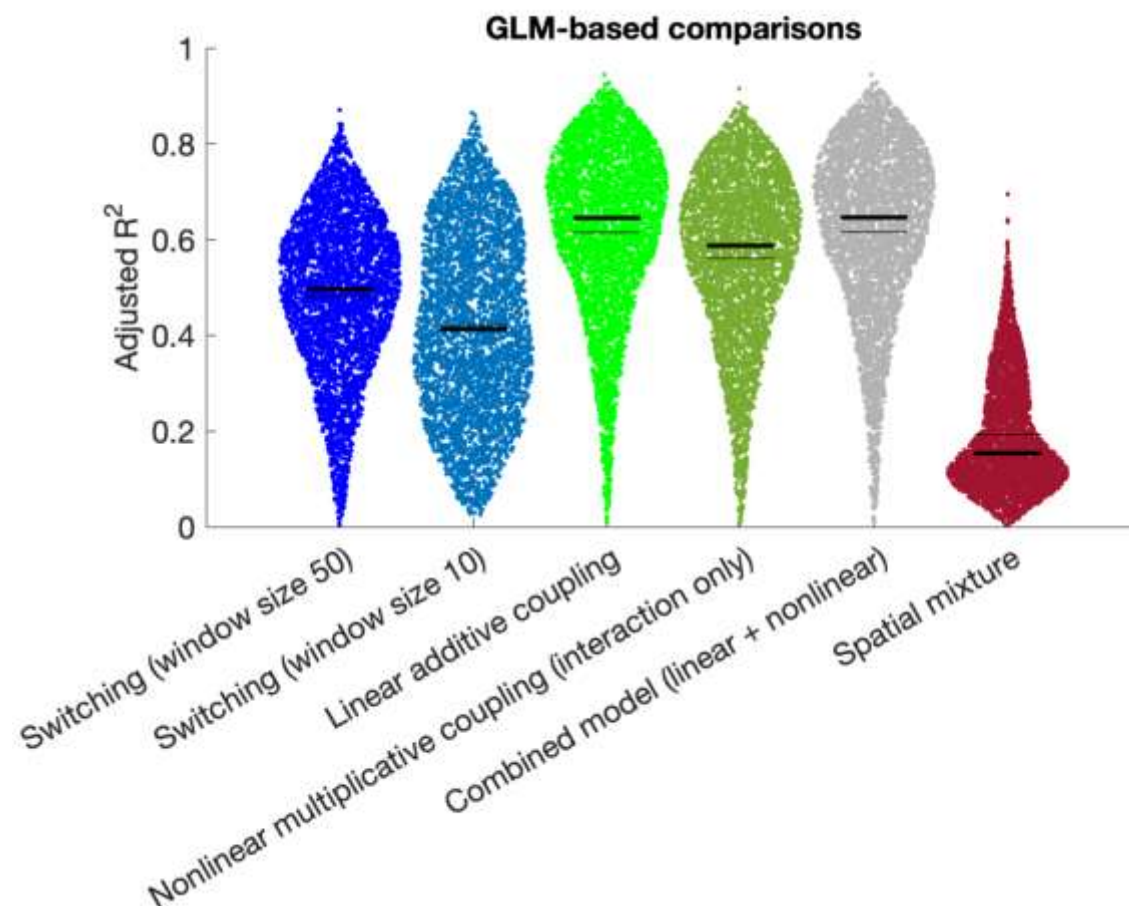 GLM-based comparisons
1
0.8
0.6
0.4
0.2
0
Adjusted R²
Switching (window size 50)
Switching (window size 10)
Linear additive coupling
Nonlinear multiplicative coupling (interaction only)
Combined model (linear + nonlinear)
Spatial mixture